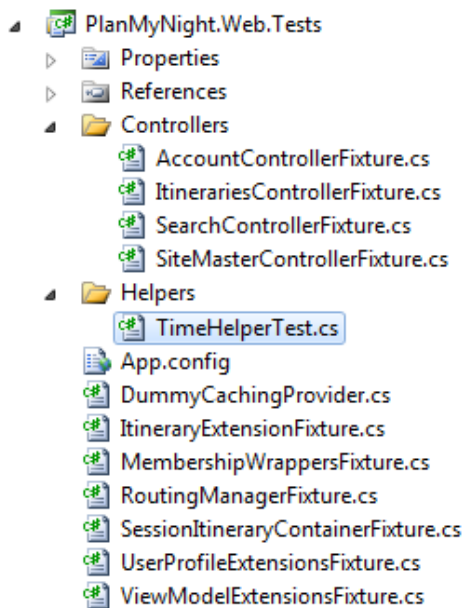 PlanMyNight.Web.Tests
Properties
References
Controllers
AccountControllerFixture.cs
ItinerariesControllerFixture.cs
SearchControllerFixture.cs
SiteMasterControllerFixture.cs
Helpers
TimeHelperTest.cs
App.config
DummyCachingProvider.cs
ItineraryExtensionFixture.cs
MembershipWrappersFixture.cs
RoutingManagerFixture.cs
SessionItineraryContainerFixture.cs
UserProfileExtensionsFixture.cs
ViewModelExtensionsFixture.cs